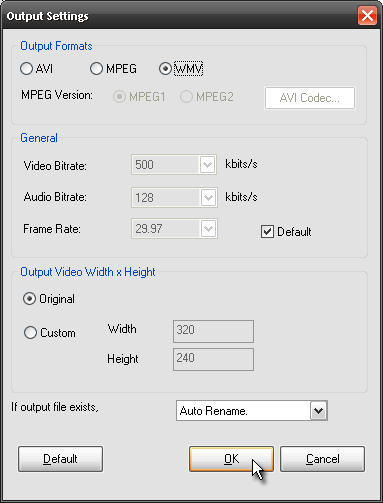 Output Settings
Output Formats
AVI MPEG WMV
MPEG Version: MPEG1 MPEG2 AVI Codec...
General
Video Bitrate: 500 kbits/s
Audio Bitrate: 128 kbits/s
Frame Rate: 29.97 Default
Output Video Width x Height
Original
Custom Width 320
Height 240
If output file exists, Auto Rename.
Default OK Cancel